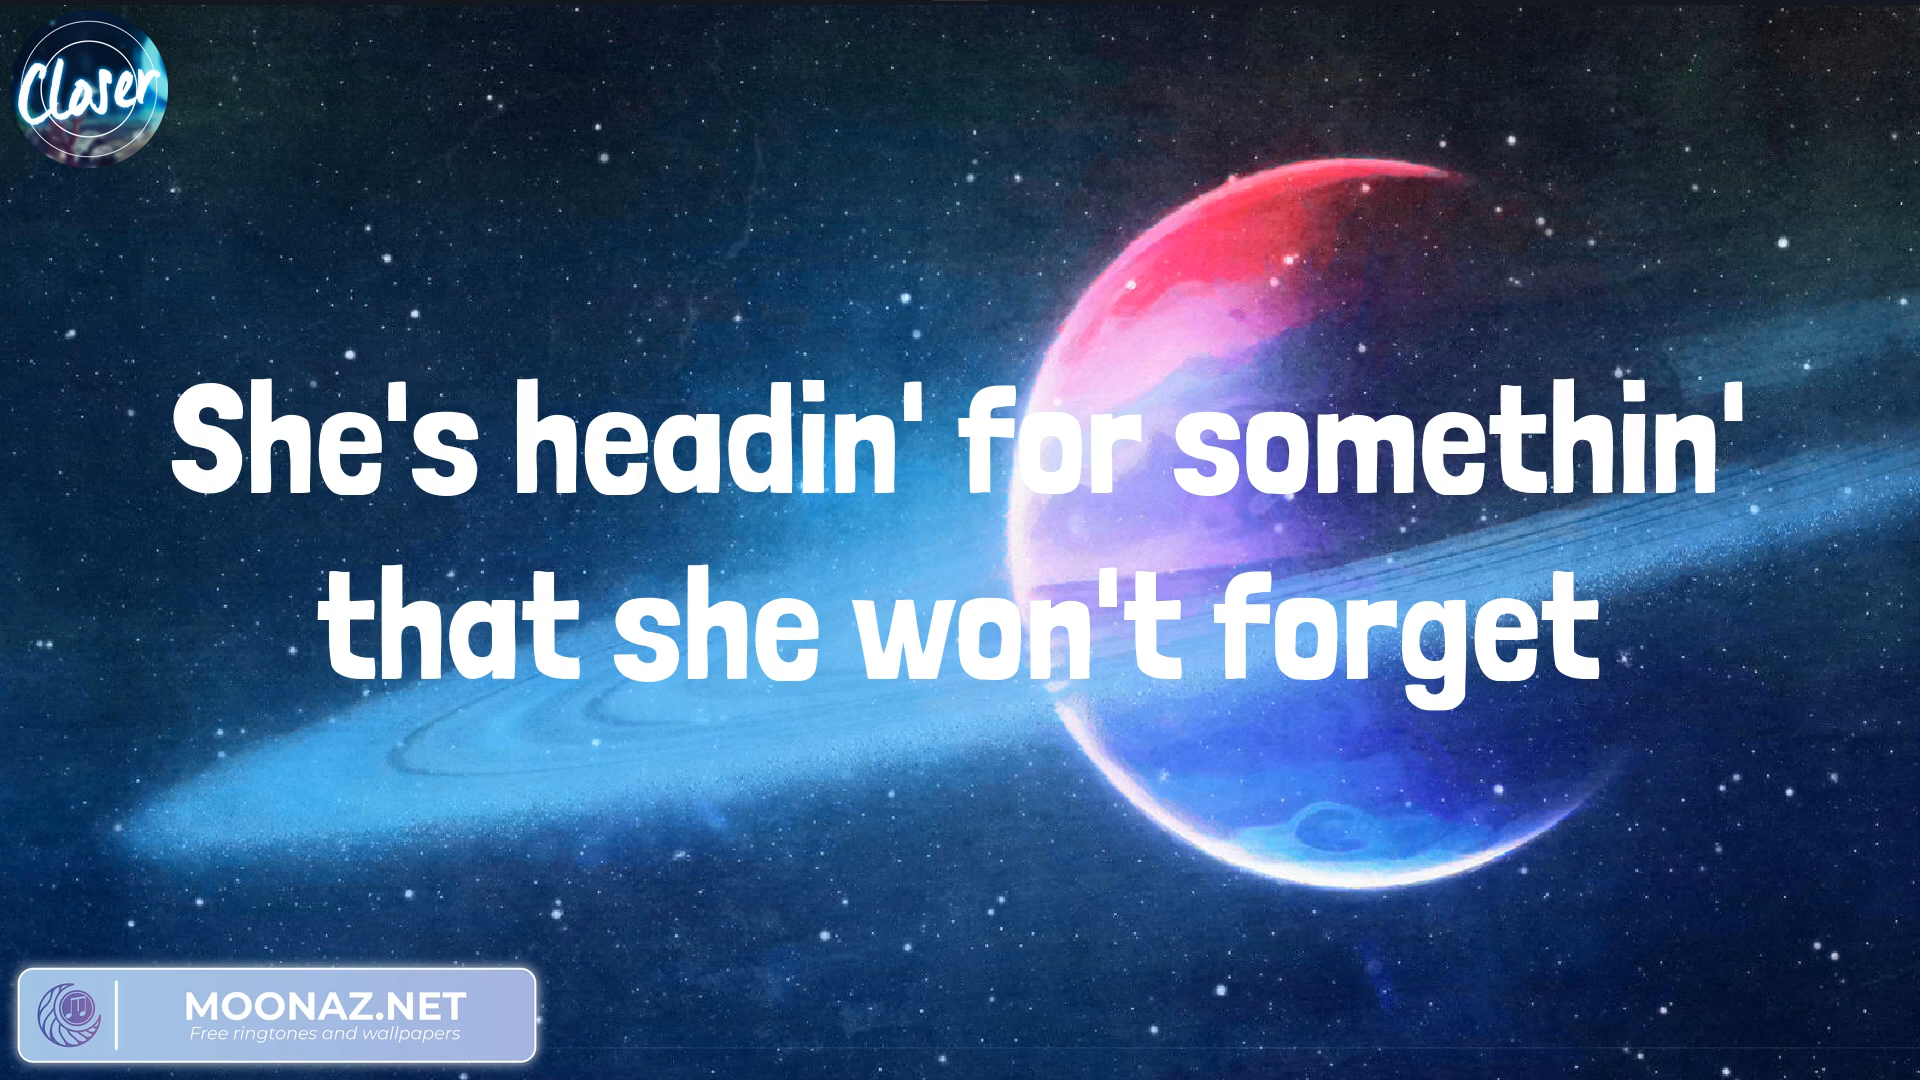 Closer
She's headin' for somethin'
that she won't forget
MOONAZ.NET
Free ringtones and wallpapers